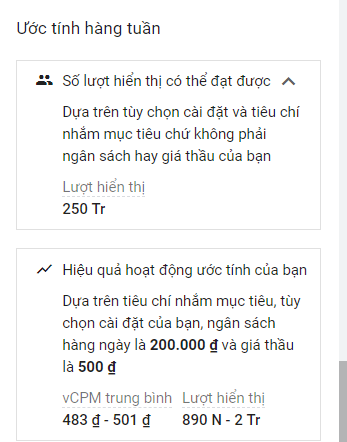 Ước tính hàng tuần
Số lượt hiển thị có thể đạt được
Dựa trên tùy chọn cài đặt và tiêu chí
nhắm mục tiêu chứ không phải
ngân sách hay giá thầu của bạn
Lượt hiển thị
250 Tr
Hiệu quả hoạt động ước tính của bạn
Dựa trên tiêu chí nhắm mục tiêu, tùy
chọn cài đặt của bạn, ngân sách
hàng ngày là 200.000 ₫ và giá thầu
là 500 ₫
vCPM trung bình Lượt hiển thị
483 ₫ - 501 ₫ 890 N - 2 Tr